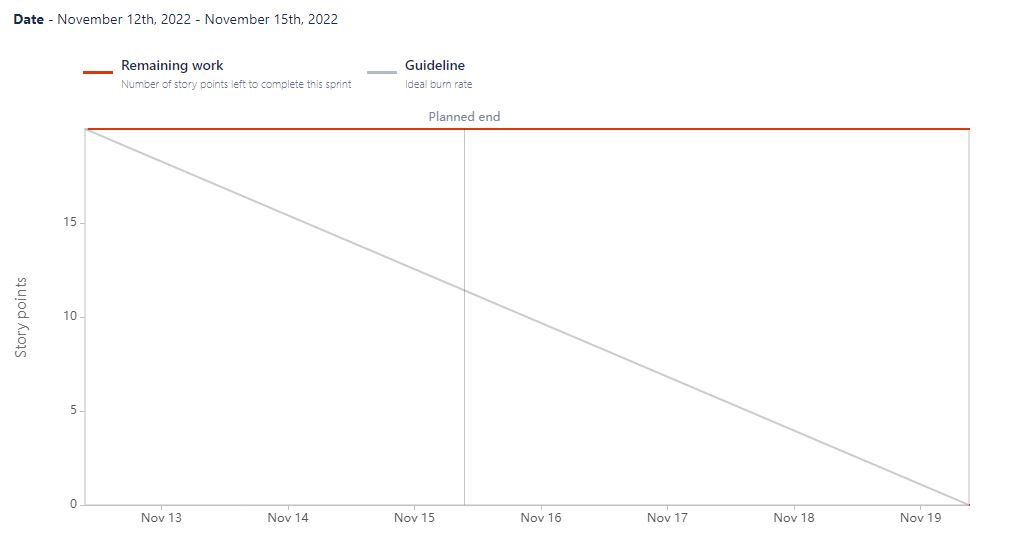 Date - November 12th, 2022 - November 15th, 2022
Remaining work
Number of story points left to complete this sprint
Guideline
Ideal burn rate
Planned end
Story points
15
10
5
0
Nov 13 Nov 14 Nov 15 Nov 16 Nov 17 Nov 18 Nov 19